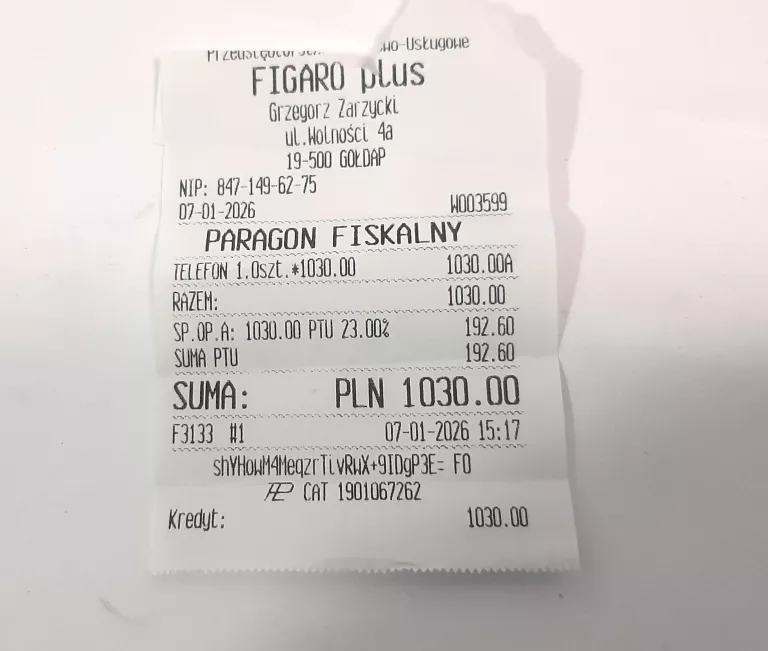 wo-Usługowe
FIGARO plus
Grzegorz Zarzycki
ul.Wolności 4a
19-500 GOŁDAP
NIP: 847-149-62-75
07-01-2026 W003599
PARAGON FISKALNY
TELEFON 1.0szt.*1030.00 1030.00A
RAZEM: 1030.00
SP.OP.A: 1030.00 PTU 23.00% 192.60
SUMA PTU 192.60
SUMA: PLN 1030.00
F3133 #1 07-01-2026 15:17
shYHowM4MeqzrTivRwX+9IDgP3E= FO
CAT 1901067262
Kredyt: 1030.00